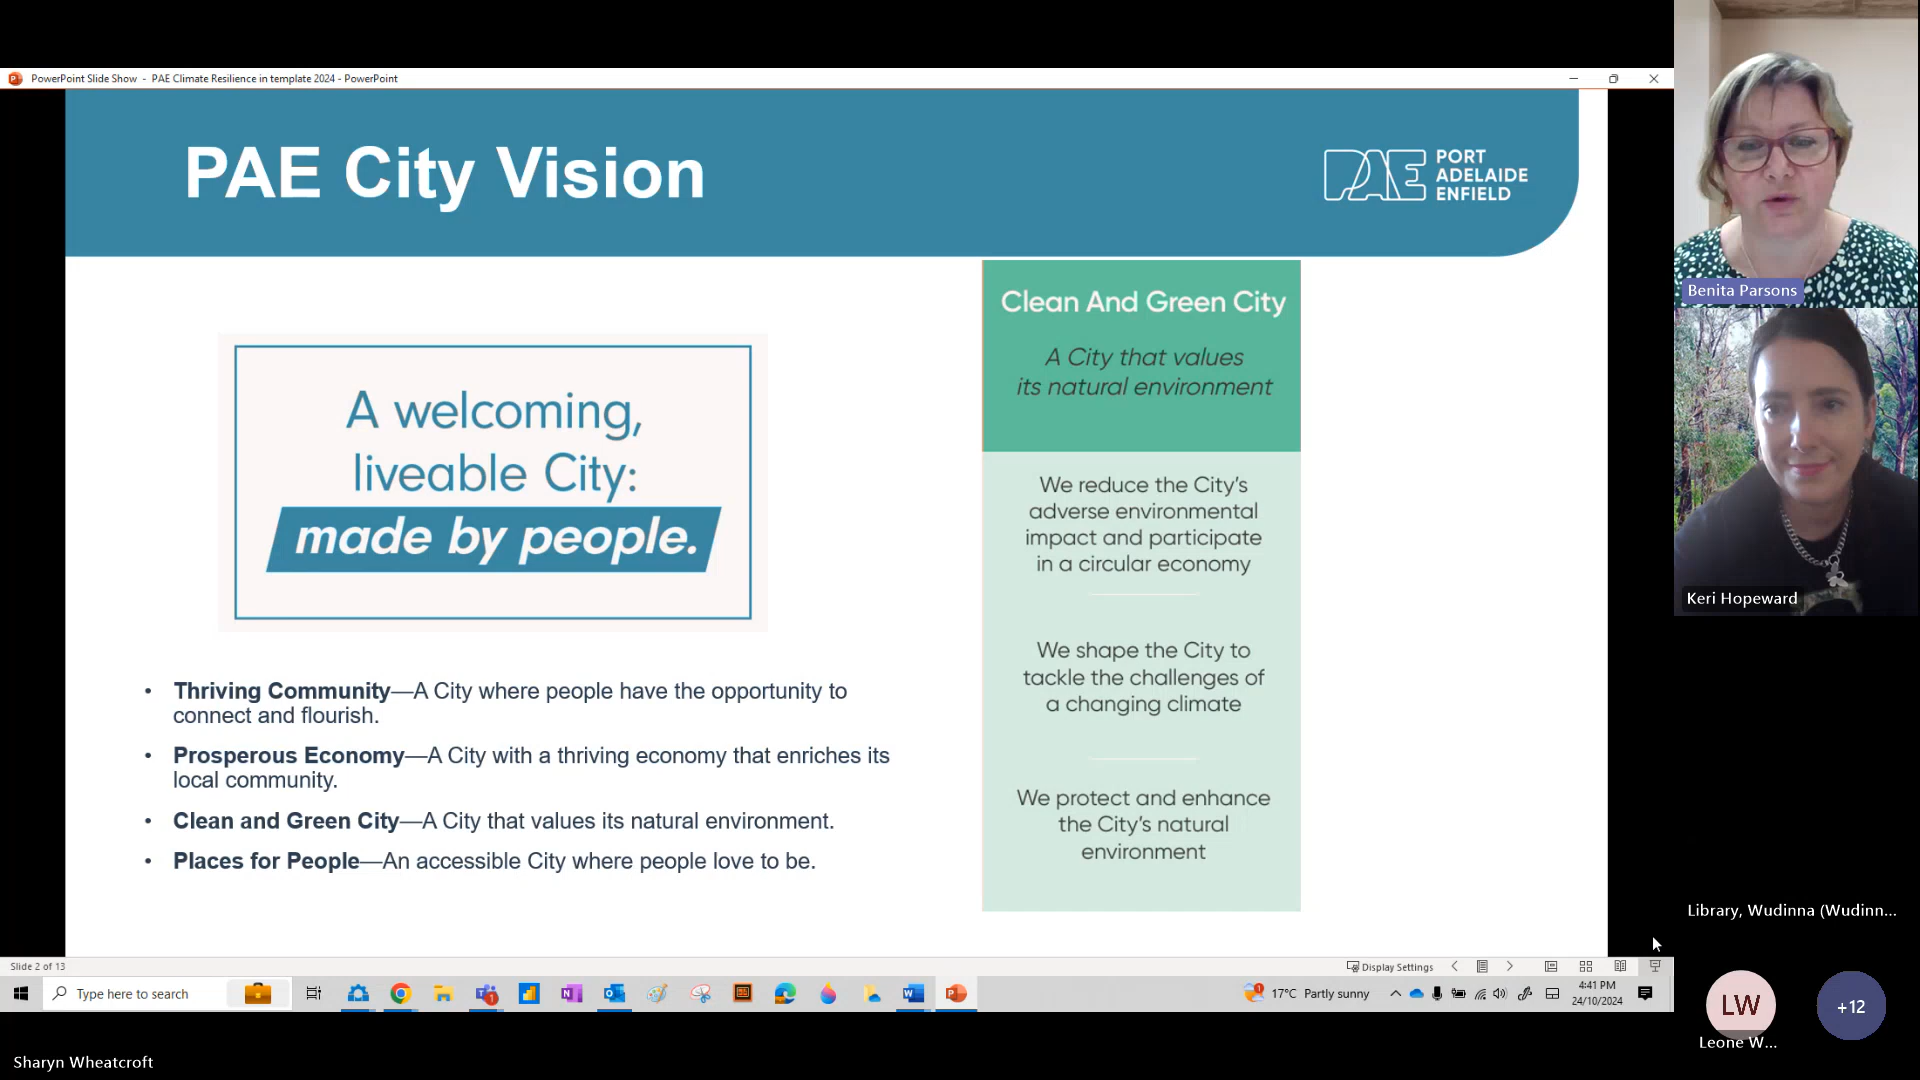 PowerPoint Slide Show - PAE Climate Resilience in template 2024 - PowerPoint
PAE City Vision
PAE
PORT
ADELAIDE
ENFIELD
A welcoming,
liveable City:
made by people.
• Thriving Community—A City where people have the opportunity to
connect and flourish.
• Prosperous Economy—A City with a thriving economy that enriches its
local community.
• Clean and Green City—A City that values its natural environment.
• Places for People—An accessible City where people love to be.
Clean And Green City
A City that values
its natural environment
We reduce the City's
adverse environmental
impact and participate
in a circular economy
We shape the City to
tackle the challenges of
a changing climate
We protect and enhance
the City's natural
environment
Benita Parsons
Keri Hopeward
Library, Wudinna (Wudinn...
LW
Leone W...
+12
Slide 2 of 13
Display Settings
Type here to search
17°C Partly sunny
4:41 PM
24/10/2024
Sharyn Wheatcroft